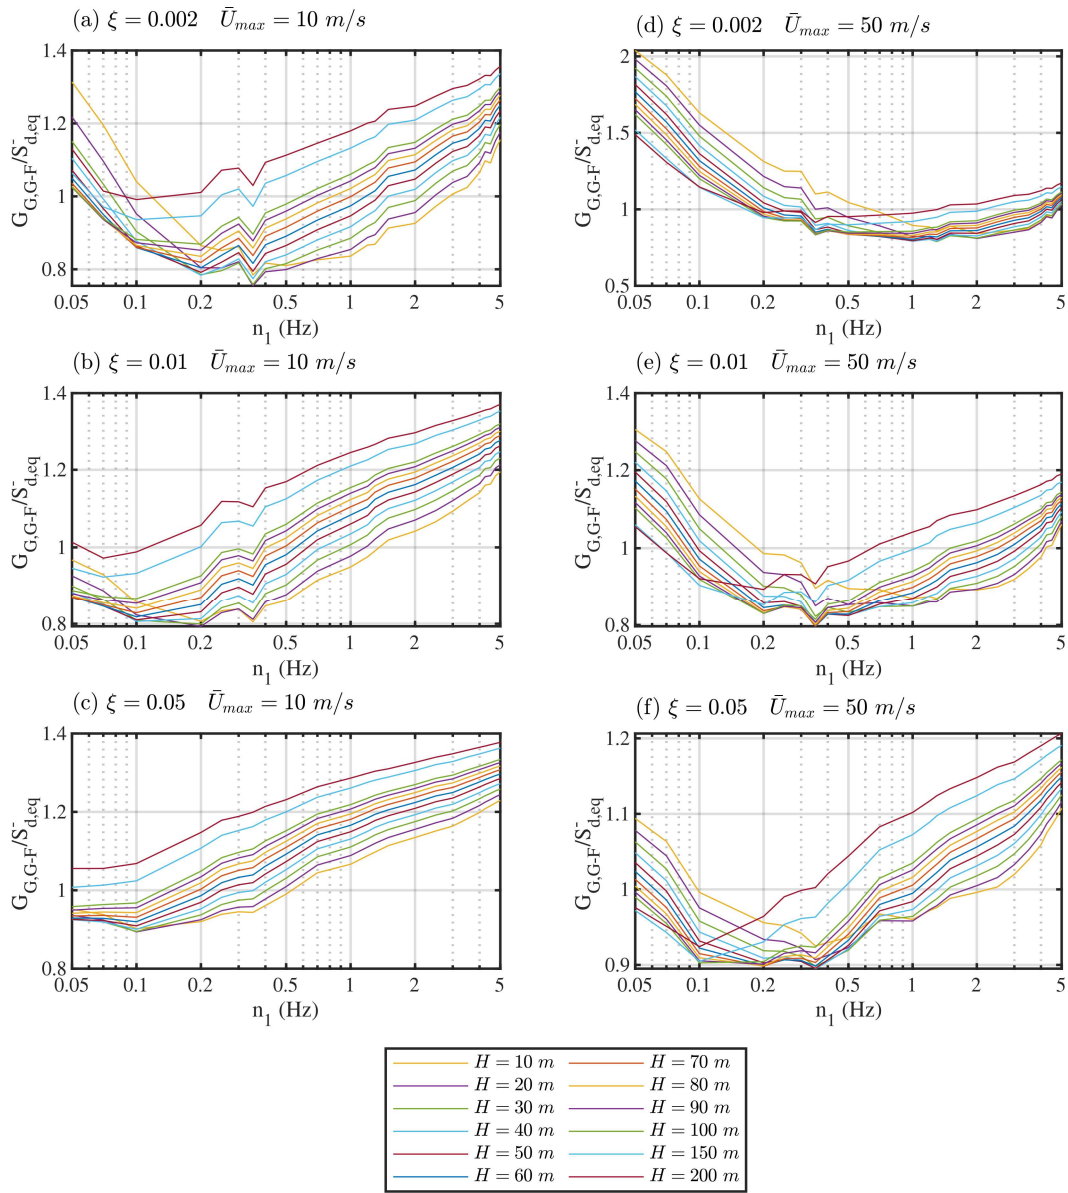 (a) ξ = 0.002 Ū_max = 10 m/s
G_G,G-F/S^-_d,eq
1.4
1.2
1
0.8
0.05 0.1 0.2 0.5 1 2 5
n_1 (Hz)
(d) ξ = 0.002 Ū_max = 50 m/s
G_G,G-F/S^-_d,eq
2
1.5
1
0.5
0.05 0.1 0.2 0.5 1 2 5
n_1 (Hz)
(b) ξ = 0.01 Ū_max = 10 m/s
G_G,G-F/S^-_d,eq
1.4
1.2
1
0.8
0.05 0.1 0.2 0.5 1 2 5
n_1 (Hz)
(e) ξ = 0.01 Ū_max = 50 m/s
G_G,G-F/S^-_d,eq
1.4
1.2
1
0.8
0.05 0.1 0.2 0.5 1 2 5
n_1 (Hz)
(c) ξ = 0.05 Ū_max = 10 m/s
G_G,G-F/S^-_d,eq
1.4
1.2
1
0.8
0.05 0.1 0.2 0.5 1 2 5
n_1 (Hz)
(f) ξ = 0.05 Ū_max = 50 m/s
G_G,G-F/S^-_d,eq
1.2
1.1
1
0.9
0.05 0.1 0.2 0.5 1 2 5
n_1 (Hz)
H = 10 m
H = 20 m
H = 30 m
H = 40 m
H = 50 m
H = 60 m
H = 70 m
H = 80 m
H = 90 m
H = 100 m
H = 150 m
H = 200 m